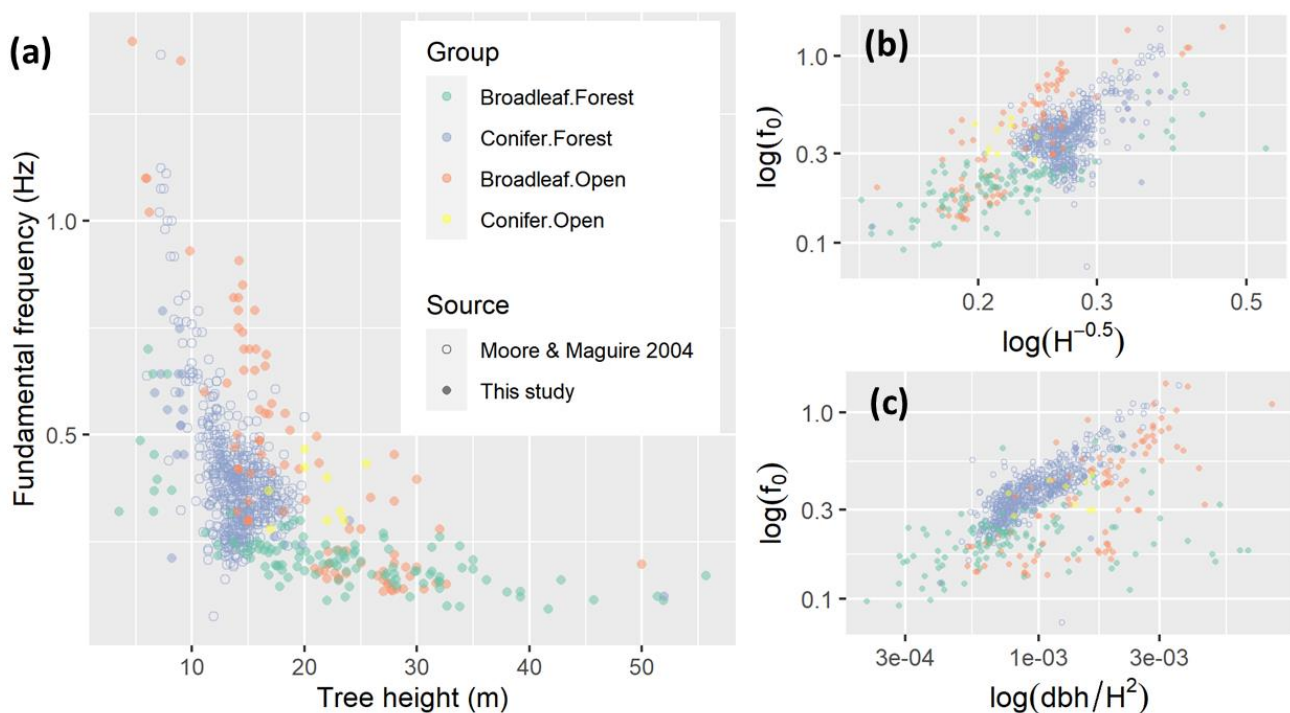 (a)
Group
Broadleaf.Forest
Conifer.Forest
Broadleaf.Open
Conifer.Open
Source
Moore & Maguire 2004
This study
1.0
0.5
Fundamental frequency (Hz)
10 20 30 40 50
Tree height (m)
(b)
1.0
0.3
0.1
log(f₀)
0.2 0.3 0.5
log(H⁻⁰·⁵)
(c)
1.0
0.3
0.1
log(f₀)
3e-04 1e-03 3e-03
log(dbh/H²)